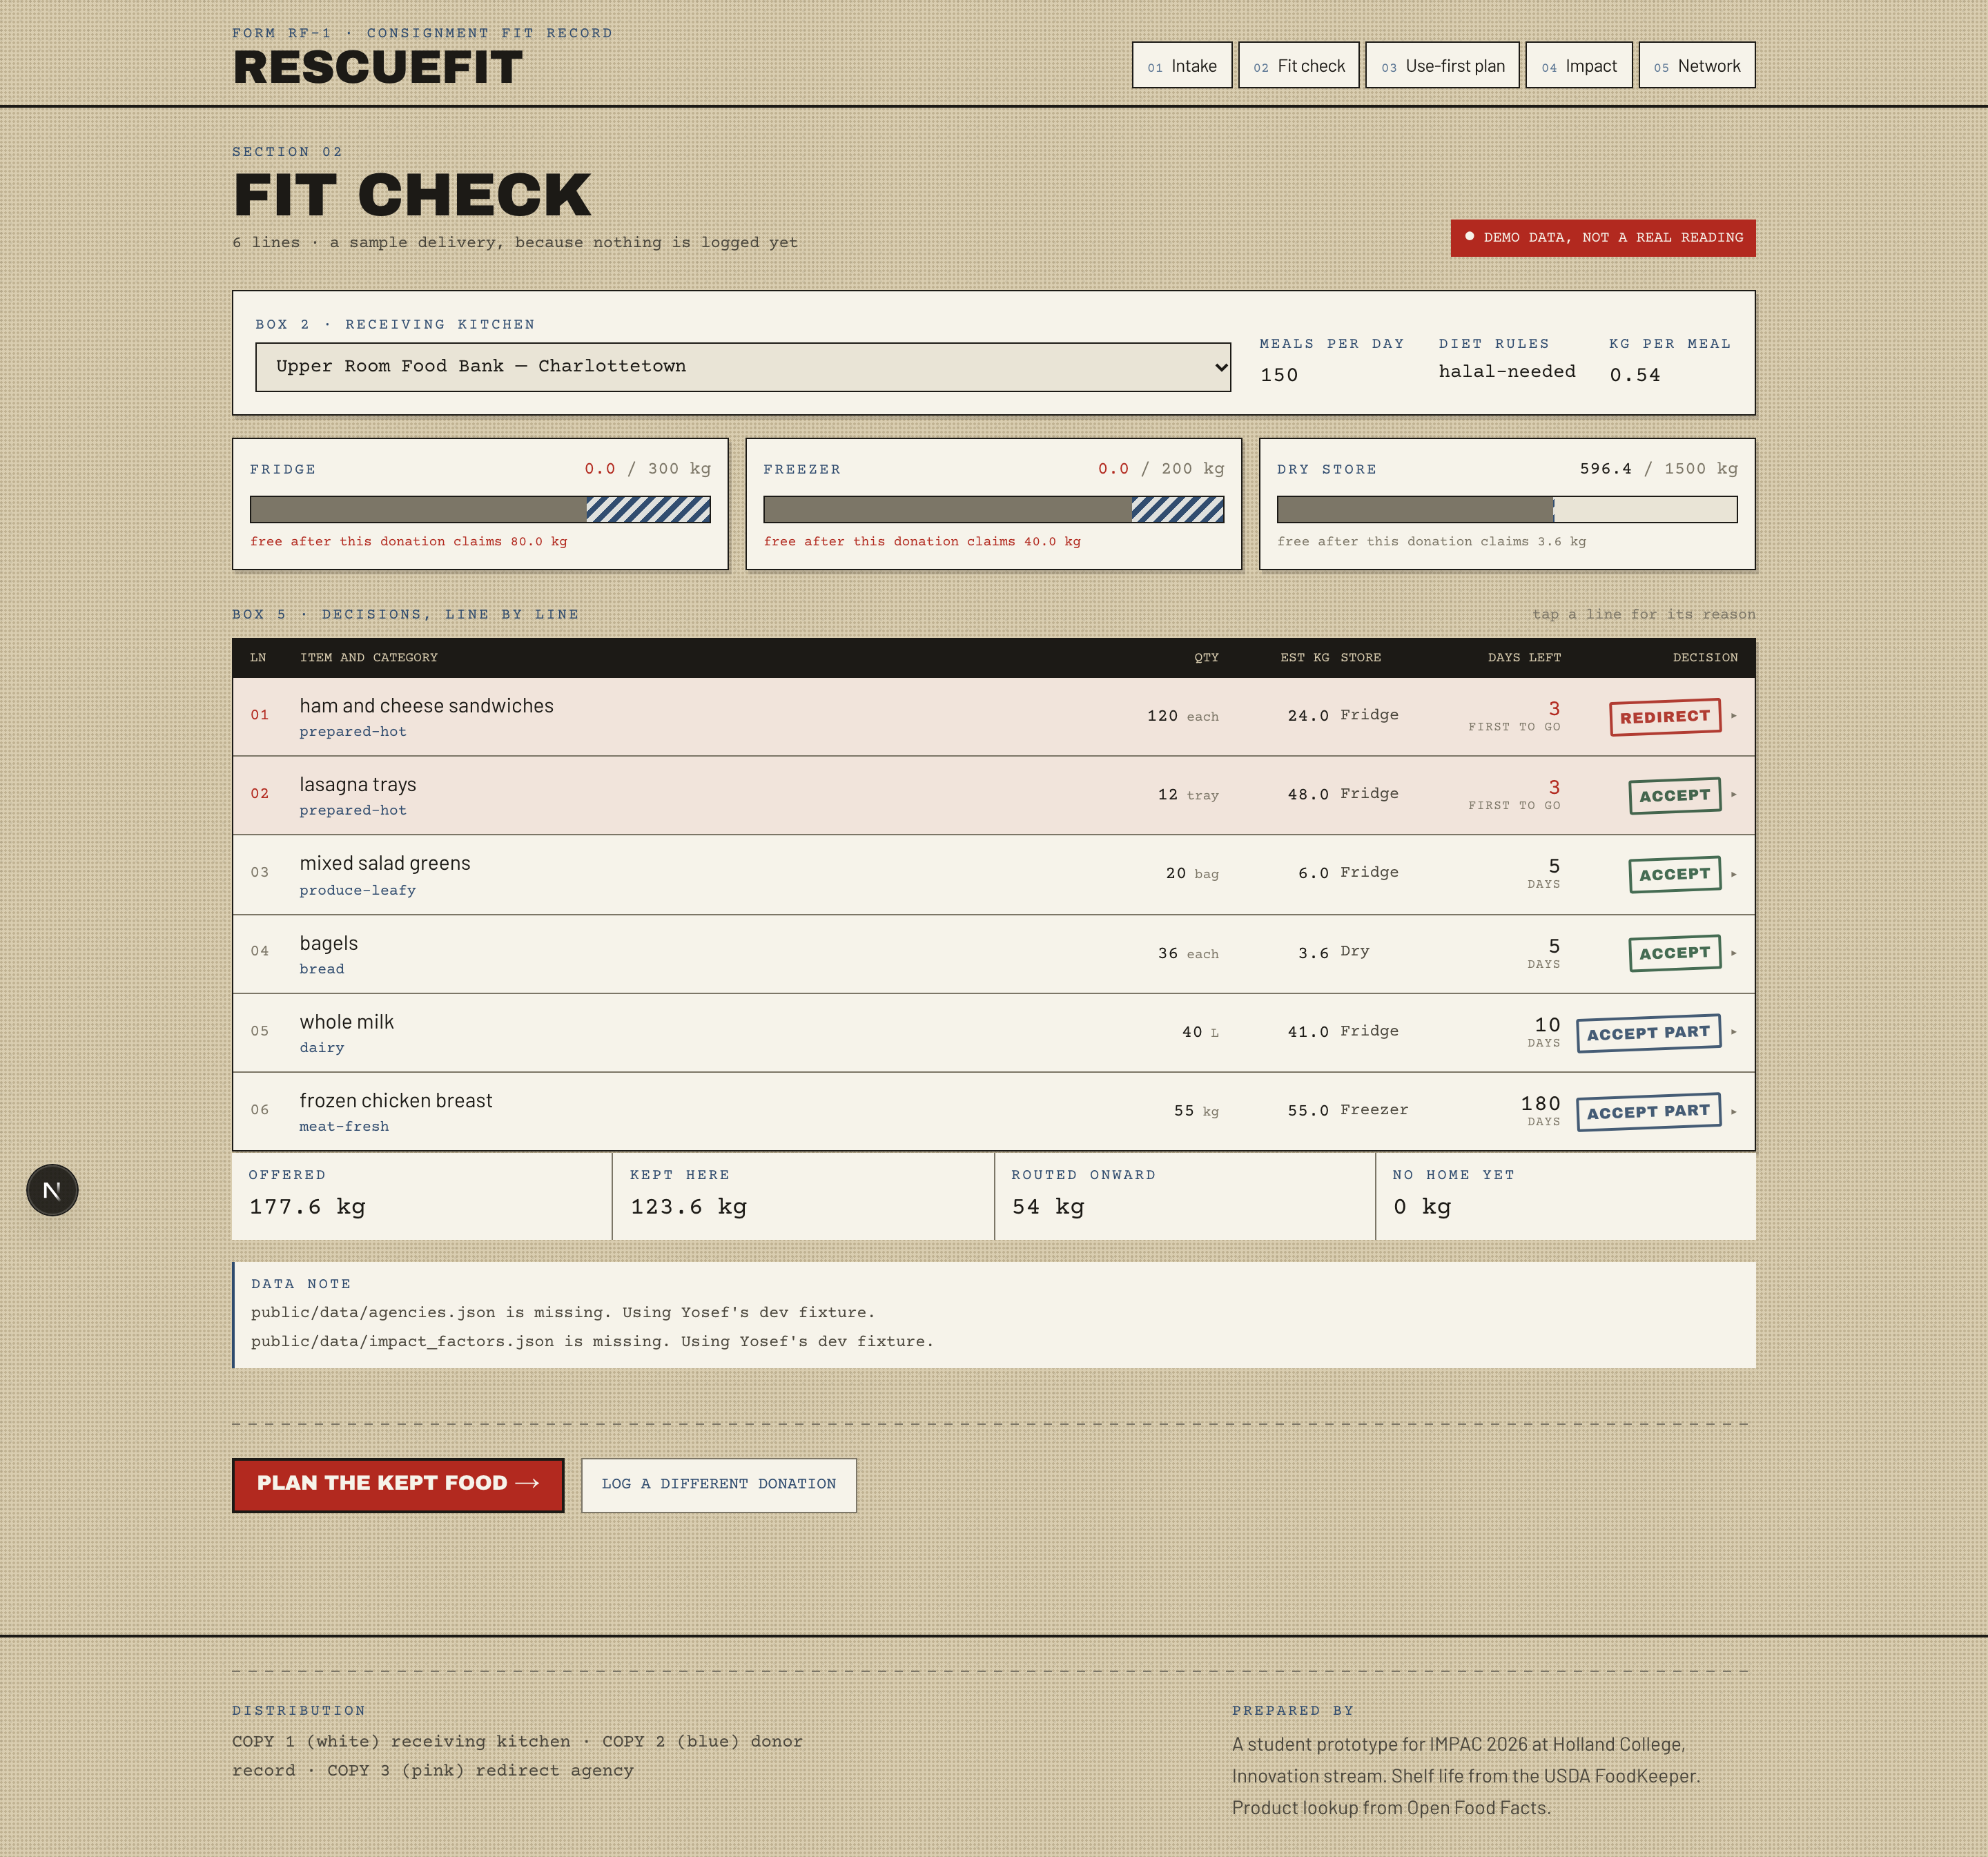 FORM RF-1 · CONSIGNMENT FIT RECORD
RESCUEFIT
01 Intake
02 Fit check
03 Use-first plan
04 Impact
05 Network
SECTION 02
FIT CHECK
6 lines · a sample delivery, because nothing is logged yet
DEMO DATA, NOT A REAL READING
BOX 2 · RECEIVING KITCHEN
Upper Room Food Bank — Charlottetown
MEALS PER DAY
150
DIET RULES
halal-needed
KG PER MEAL
0.54
FRIDGE 0.0 / 300 kg
free after this donation claims 80.0 kg
FREEZER 0.0 / 200 kg
free after this donation claims 40.0 kg
DRY STORE 596.4 / 1500 kg
free after this donation claims 3.6 kg
BOX 5 · DECISIONS, LINE BY LINE
tap a line for its reason
LN ITEM AND CATEGORY QTY EST KG STORE DAYS LEFT DECISION
01 ham and cheese sandwiches 120 each 24.0 Fridge 3 REDIRECT
prepared-hot FIRST TO GO
02 lasagna trays 12 tray 48.0 Fridge 3 ACCEPT
prepared-hot FIRST TO GO
03 mixed salad greens 20 bag 6.0 Fridge 5 ACCEPT
produce-leafy DAYS
04 bagels 36 each 3.6 Dry 5 ACCEPT
bread DAYS
05 whole milk 40 L 41.0 Fridge 10 ACCEPT PART
dairy DAYS
06 frozen chicken breast 55 kg 55.0 Freezer 180 ACCEPT PART
meat-fresh DAYS
OFFERED
177.6 kg
KEPT HERE
123.6 kg
ROUTED ONWARD
54 kg
NO HOME YET
0 kg
N
DATA NOTE
public/data/agencies.json is missing. Using Yosef's dev fixture.
public/data/impact_factors.json is missing. Using Yosef's dev fixture.
PLAN THE KEPT FOOD →
LOG A DIFFERENT DONATION
DISTRIBUTION
COPY 1 (white) receiving kitchen · COPY 2 (blue) donor
record · COPY 3 (pink) redirect agency
PREPARED BY
A student prototype for IMPAC 2026 at Holland College,
Innovation stream. Shelf life from the USDA FoodKeeper.
Product lookup from Open Food Facts.